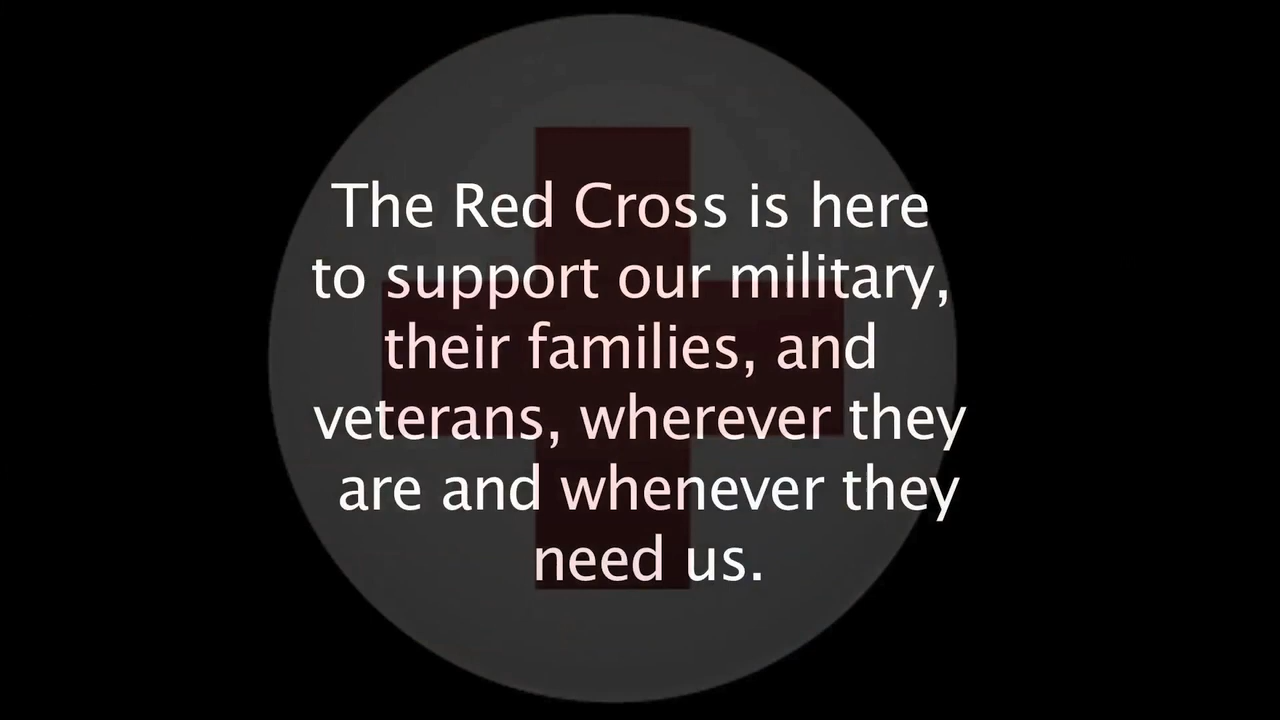 The Red Cross is here
to support our military,
their families, and
veterans, wherever they
are and whenever they
need us.